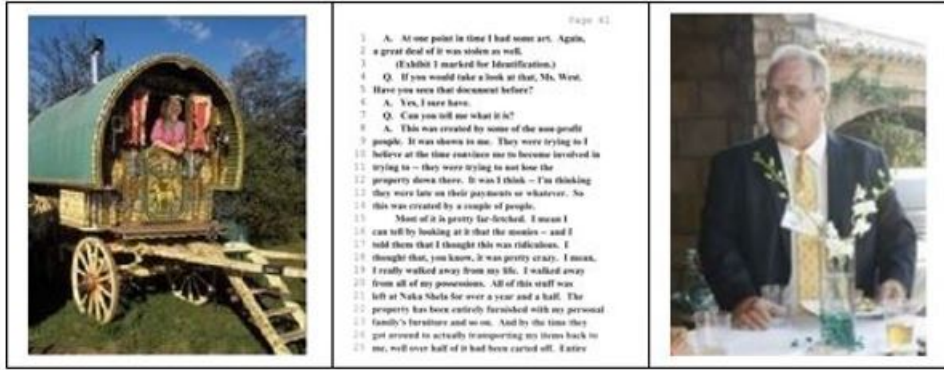 Page 61
1 A. At one point in time I had some art. Again,
2 a great deal of it was stolen as well.
3 (Exhibit 1 marked for Identification.)
4 Q. If you would take a look at that, Ms. West.
5 Have you seen that document before?
6 A. Yes, I sure have.
7 Q. Can you tell me what it is?
8 A. This was created by some of the non-profit
9 people. It was shown to me. They were trying to I
10 believe at the time convince me to become involved in
11 trying to -- they were trying to not lose the
12 property down there. It was I think -- I'm thinking
13 they were late on their payments or whatever. So
14 this was created by a couple of people.
15 Most of it is pretty far-fetched. I mean I
16 can tell by looking at it that the monies -- and I
17 told them that I thought this was ridiculous. I
18 thought that, you know, it was pretty crazy. I mean,
19 I really walked away from my life. I walked away
20 from all of my possessions. All of this stuff was
21 left at Naka Shela for over a year and a half. The
22 property has been entirely furnished with my personal
23 family's furniture and so on. And by the time they
24 got around to actually transporting my items back to
25 me, well over half of it had been carted off. Entire